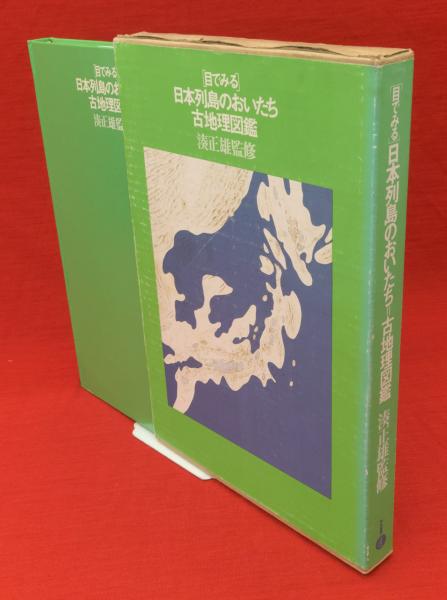 ［目でみる］
日本列島のお
古地理図
湊正雄監
［目でみる］
日本列島のおいたち
古地理図鑑
湊正雄監修
［目でみる］日本列島のおいたち＝古地理図鑑 湊正雄監修